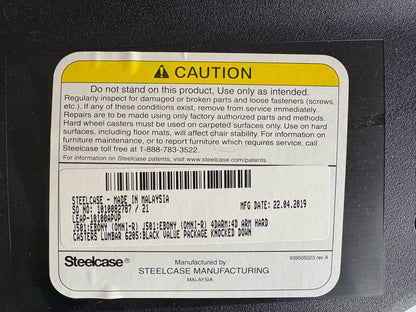 CAUTION
Do not stand on this product, Use only as intended.
Regularly inspect for damaged or broken parts and loose fasteners (screws,
etc.). If any of these conditions exist, remove from service immediately.
Repairs are to be made using only factory authorized parts and methods.
Hard wheel casters must be used on carpeted surfaces only. Use on hard
surfaces, including floor mats, will affect chair stability. For information on
furniture maintenance, or to report furniture which requires service, call
Steelcase toll free at 1-888-783-3522.
For information on Steelcase patents, visit www.steelcase.com/patents.
STEELCASE - MADE IN MALAYSIA
SO NO: 1010082787 / 21
MFG DATE: 22.04.2019
LEAP-10100APVP
J501:EBONY (OMNI-R) J501:EBONY (OMNI-R) 4DARM:4D ARM HARD
CASTERS LUMBAR 6205:BLACK VALUE PACKAGE KNOCKED DOWN
Steelcase®
Manufactured by
STEELCASE MANUFACTURING
MALAYSIA
939505023 rev A